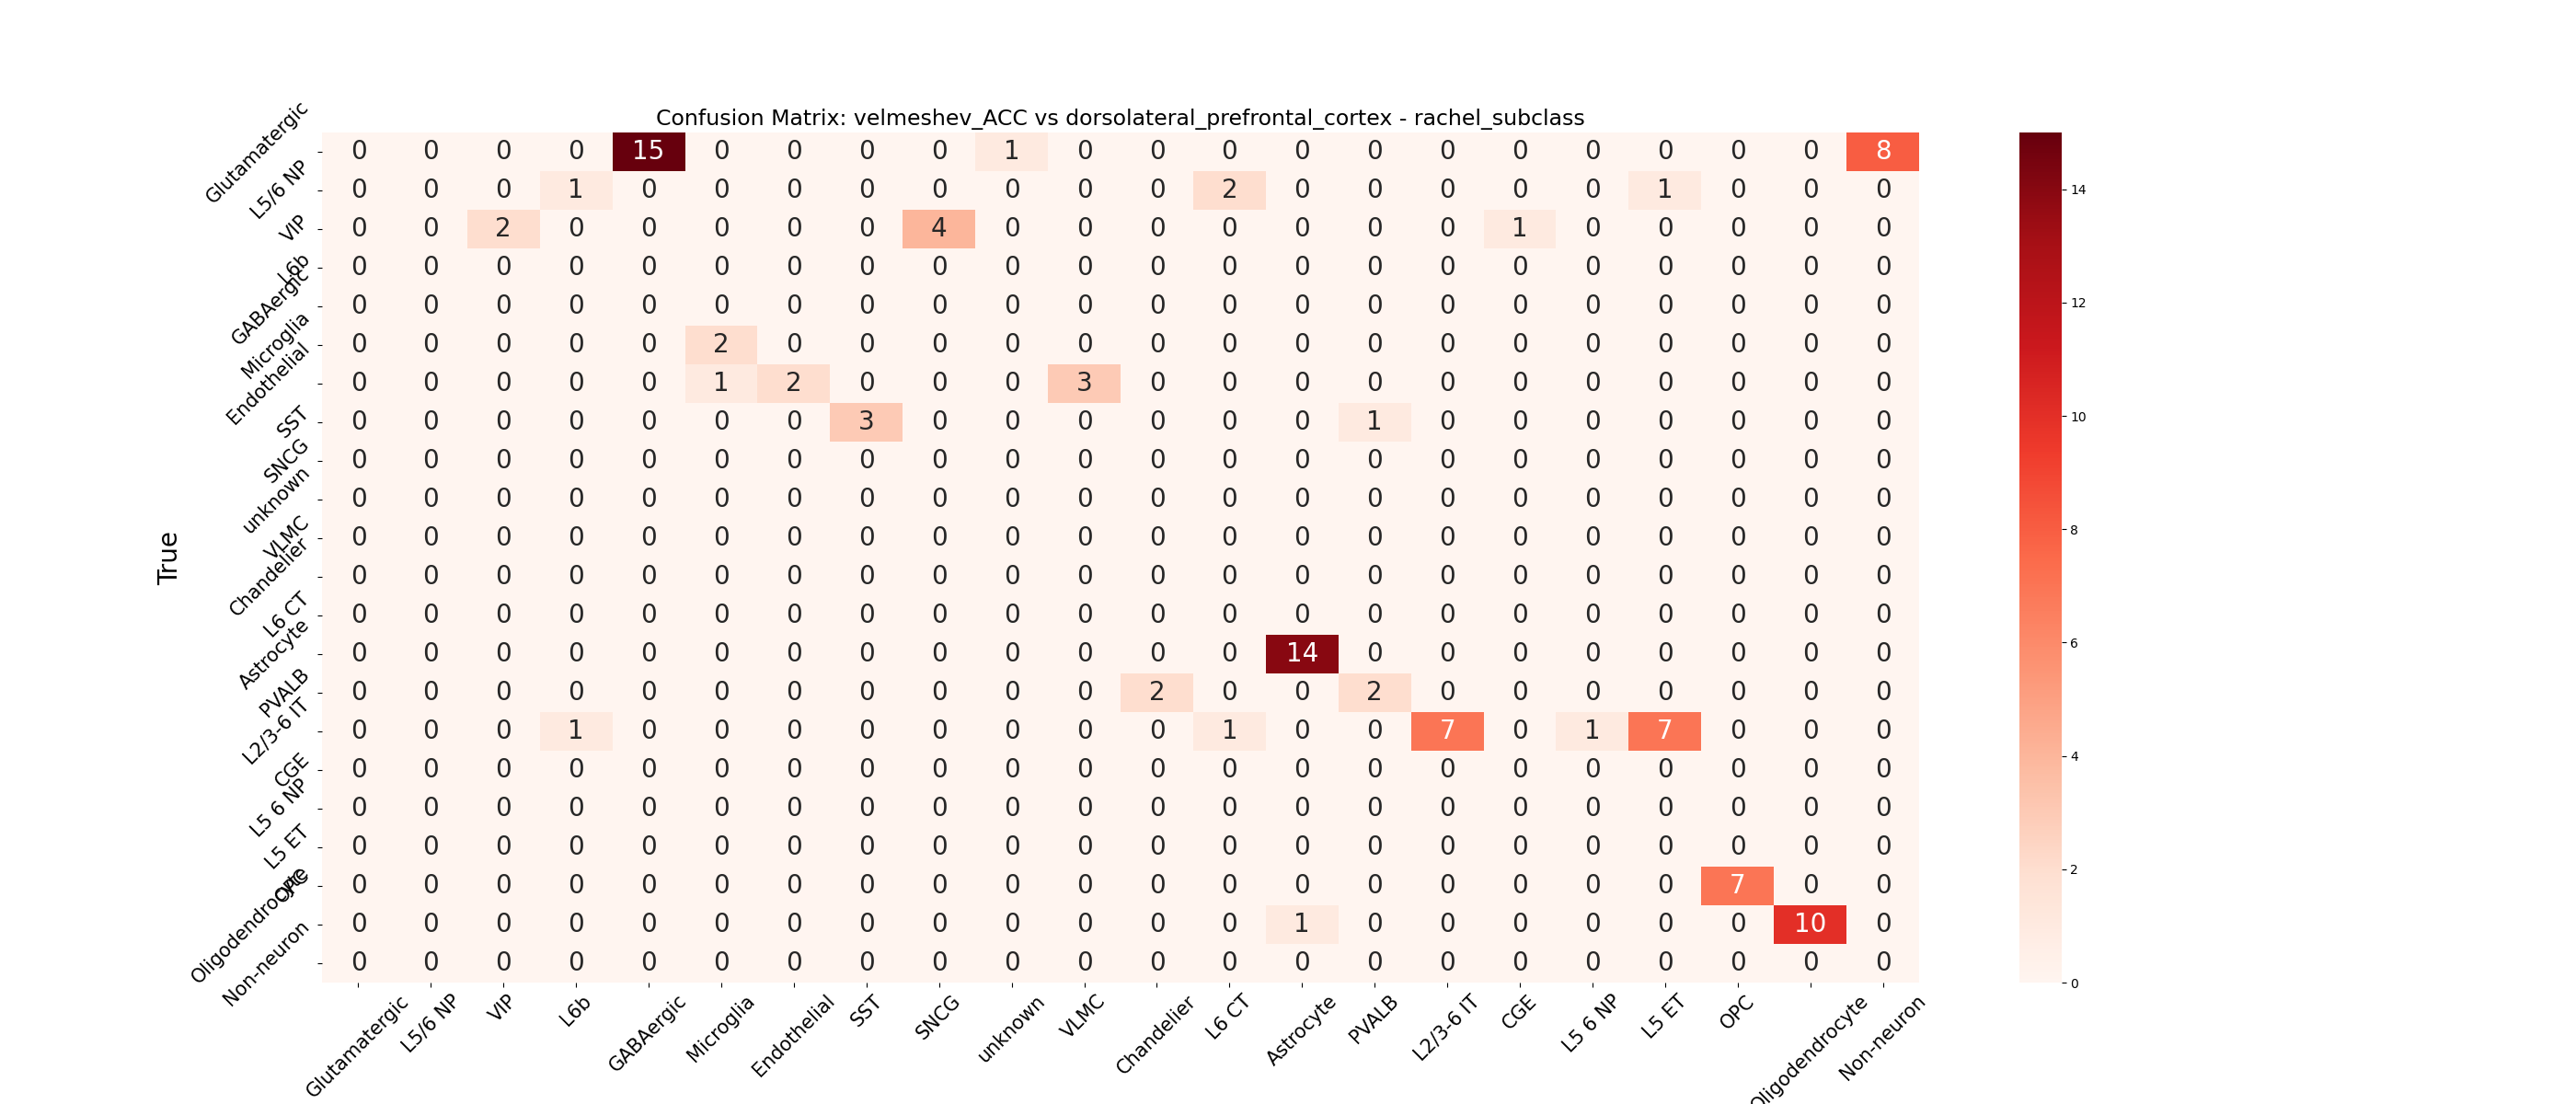 Confusion Matrix: velmeshev_ACC vs dorsolateral_prefrontal_cortex - rachel_subclass
True
Glutamatergic 0 0 0 0 15 0 0 0 0 1 0 0 0 0 0 0 0 0 0 0 0 8
L5/6 NP 0 0 0 1 0 0 0 0 0 0 0 0 2 0 0 0 0 0 1 0 0 0
VIP 0 0 2 0 0 0 0 0 4 0 0 0 0 0 0 0 1 0 0 0 0 0
L6b 0 0 0 0 0 0 0 0 0 0 0 0 0 0 0 0 0 0 0 0 0 0
GABAergic 0 0 0 0 0 0 0 0 0 0 0 0 0 0 0 0 0 0 0 0 0 0
Microglia 0 0 0 0 0 2 0 0 0 0 0 0 0 0 0 0 0 0 0 0 0 0
Endothelial 0 0 0 0 0 1 2 0 0 0 3 0 0 0 0 0 0 0 0 0 0 0
SST 0 0 0 0 0 0 0 3 0 0 0 0 0 0 1 0 0 0 0 0 0 0
SNCG 0 0 0 0 0 0 0 0 0 0 0 0 0 0 0 0 0 0 0 0 0 0
unknown 0 0 0 0 0 0 0 0 0 0 0 0 0 0 0 0 0 0 0 0 0 0
VLMC 0 0 0 0 0 0 0 0 0 0 0 0 0 0 0 0 0 0 0 0 0 0
Chandelier 0 0 0 0 0 0 0 0 0 0 0 0 0 0 0 0 0 0 0 0 0 0
L6 CT 0 0 0 0 0 0 0 0 0 0 0 0 0 0 0 0 0 0 0 0 0 0
Astrocyte 0 0 0 0 0 0 0 0 0 0 0 0 0 14 0 0 0 0 0 0 0 0
PVALB 0 0 0 0 0 0 0 0 0 0 0 2 0 0 2 0 0 0 0 0 0 0
L2/3-6 IT 0 0 0 1 0 0 0 0 0 0 0 0 1 0 0 7 0 1 7 0 0 0
CGE 0 0 0 0 0 0 0 0 0 0 0 0 0 0 0 0 0 0 0 0 0 0
L5 6 NP 0 0 0 0 0 0 0 0 0 0 0 0 0 0 0 0 0 0 0 0 0 0
L5 ET 0 0 0 0 0 0 0 0 0 0 0 0 0 0 0 0 0 0 0 0 0 0
OPC 0 0 0 0 0 0 0 0 0 0 0 0 0 0 0 0 0 0 0 7 0 0
Oligodendrocyte 0 0 0 0 0 0 0 0 0 0 0 0 0 1 0 0 0 0 0 0 10 0
Non-neuron 0 0 0 0 0 0 0 0 0 0 0 0 0 0 0 0 0 0 0 0 0 0
Glutamatergic L5/6 NP VIP L6b GABAergic Microglia Endothelial SST SNCG unknown VLMC Chandelier L6 CT Astrocyte PVALB L2/3-6 IT CGE L5 6 NP L5 ET OPC Oligodendrocyte Non-neuron
14
12
10
8
6
4
2
0